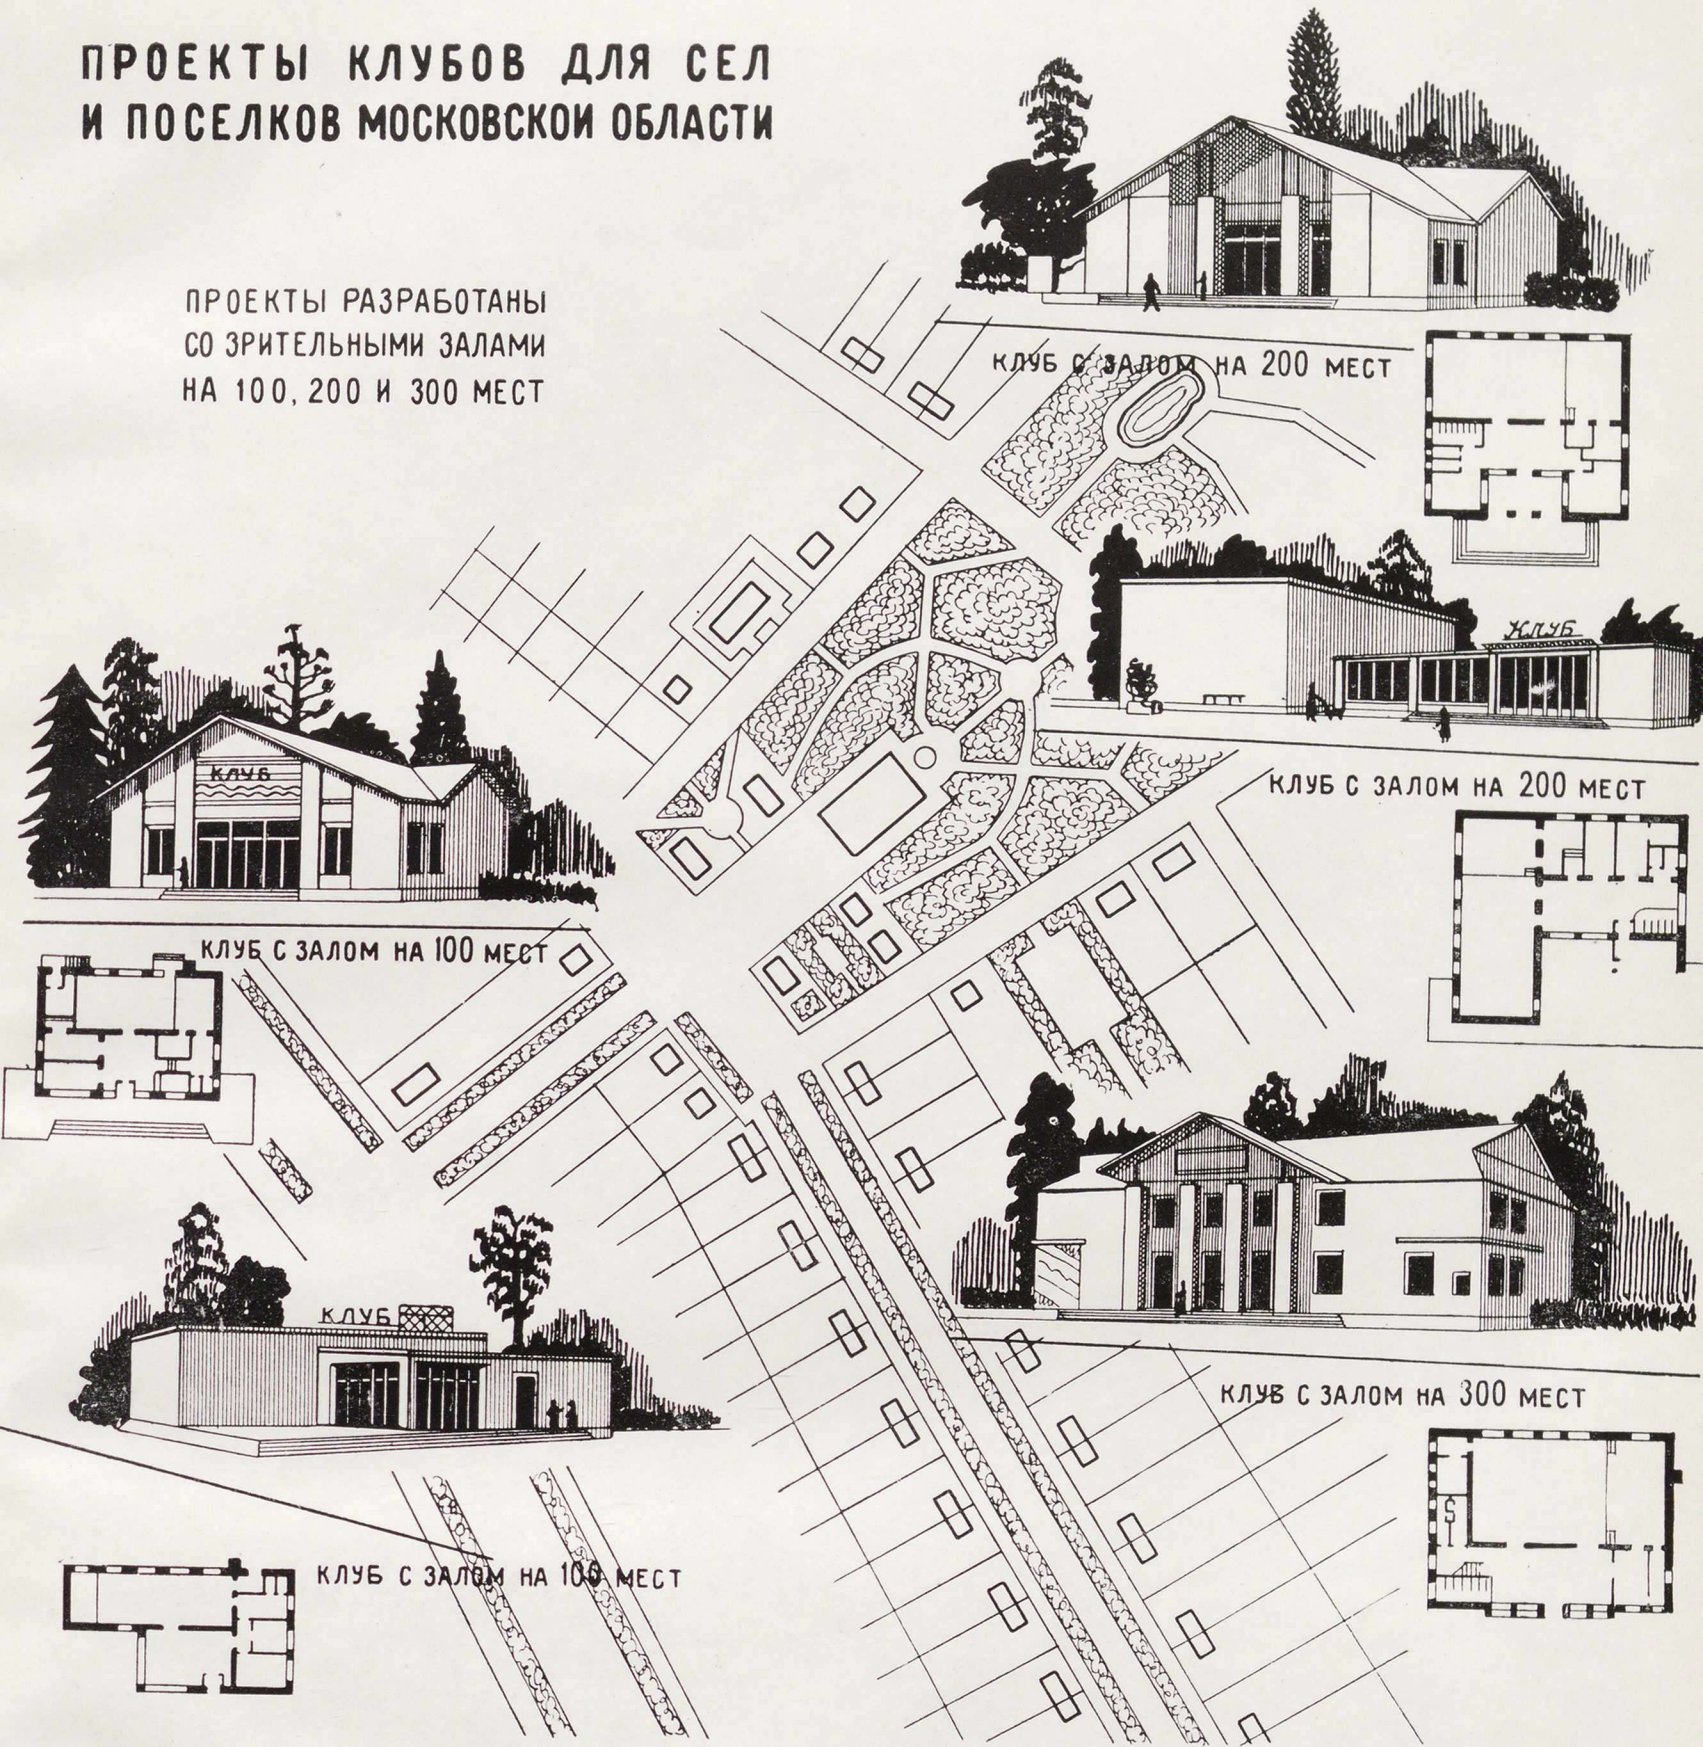 ПРОЕКТЫ КЛУБОВ ДЛЯ СЕЛ
И ПОСЕЛКОВ МОСКОВСКОИ ОБЛАСТИ
ПРОЕКТЫ РАЗРАБОТАНЫ
СО ЗРИТЕЛЬНЫМИ ЗАЛАМИ
НА 100, 200 И 300 МЕСТ
КЛУБ С ЗАЛОМ НА 200 МЕСТ
КЛУБ
КЛУБ С ЗАЛОМ НА 200 МЕСТ
КЛУБ
КЛУБ С ЗАЛОМ НА 100 МЕСТ
КЛУБ С ЗАЛОМ НА 300 МЕСТ
КЛУБ
КЛУБ С ЗАЛОМ НА 100 МЕСТ